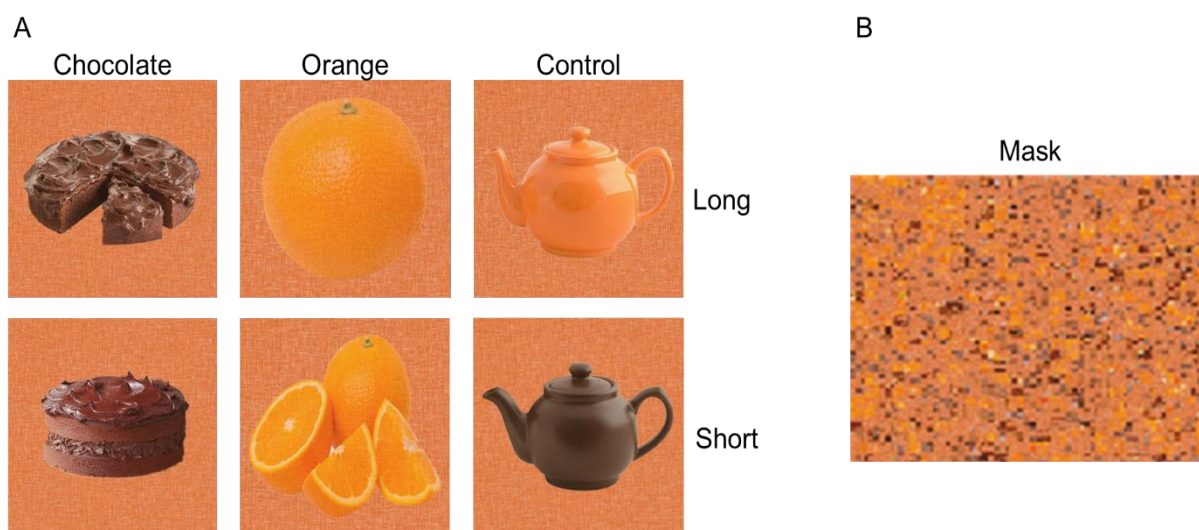 A
B
Chocolate
Orange
Control
Mask
Long
Short